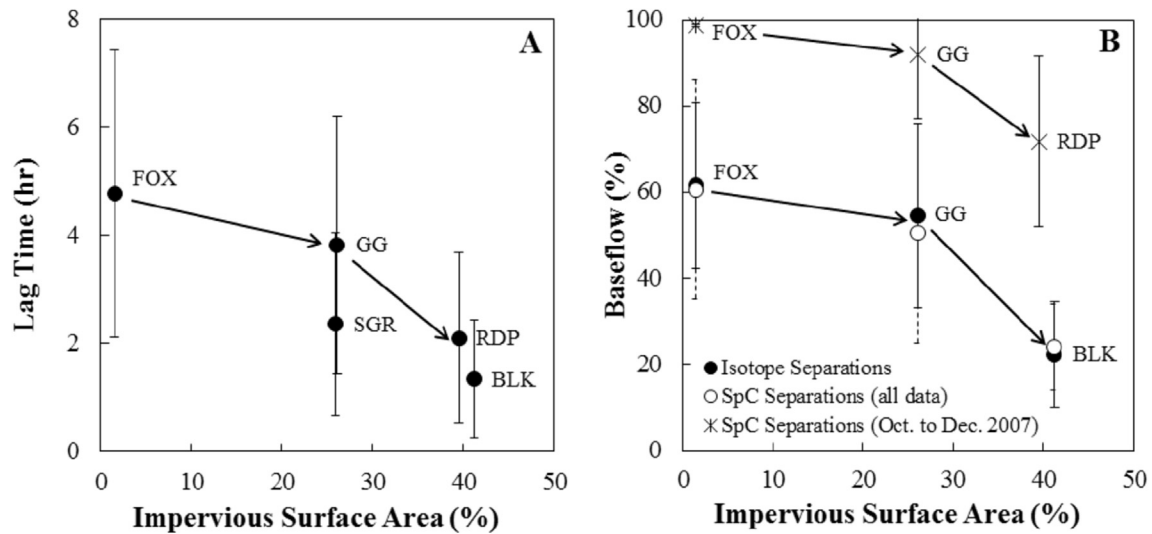 A
Lag Time (hr)
8
6
4
2
0
FOX
GG
SGR
RDP
BLK
0 10 20 30 40 50
Impervious Surface Area (%)
B
Baseflow (%)
100
80
60
40
20
0
FOX
GG
RDP
FOX
GG
BLK
Isotope Separations
SpC Separations (all data)
SpC Separations (Oct. to Dec. 2007)
0 10 20 30 40 50
Impervious Surface Area (%)